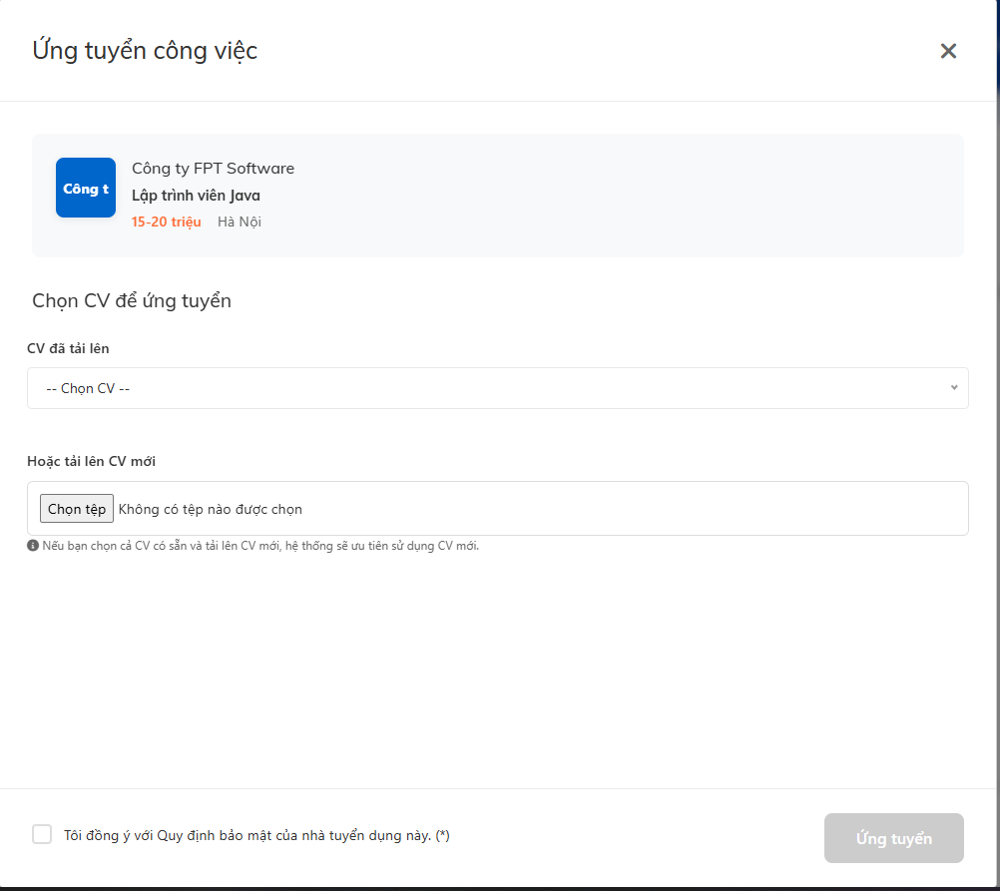 Ứng tuyển công việc
Công t
Công ty FPT Software
Lập trình viên Java
15-20 triệu Hà Nội
Chọn CV để ứng tuyển
CV đã tải lên
-- Chọn CV --
Hoặc tải lên CV mới
Chọn tệp Không có tệp nào được chọn
Nếu bạn chọn cả CV có sẵn và tải lên CV mới, hệ thống sẽ ưu tiên sử dụng CV mới.
Tôi đồng ý với Quy định bảo mật của nhà tuyển dụng này. (*)
Ứng tuyển